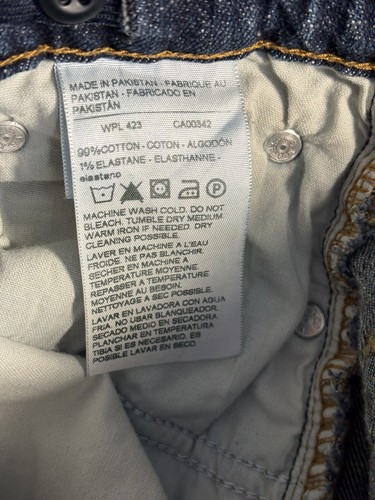 MADE IN PAKISTAN - FABRIQUE AU
PAKISTAN - FABRICADO EN
PAKISTÁN
WPL 423 CA00342
99%COTTON - COTON - ALGODÓN
1% ELASTANE - ELASTHANNE -
elastano
MACHINE WASH COLD. DO NOT
BLEACH. TUMBLE DRY MEDIUM
WARM IRON IF NEEDED. DRY
CLEANING POSSIBLE.
LAVER EN MACHINE A L'EAU
FROIDE. NE PAS BLANCHIR.
SECHER EN MACHINE
TEMPERATURE MOYENNE.
REPASSER A TEMPERATURE
MOYENNE AU BESOIN.
NETTOYAGE A SEC POSSIBLE.
LAVAR EN LAVADORA CON AGUA
FRIA. NO USAR BLANQUEADOR.
SECADO MEDIO EN SECADORA.
PLANCHAR EN TEMPERATURA
TIBIA SI ES NECESARIO. ES
POSIBLE LAVAR EN SECO.